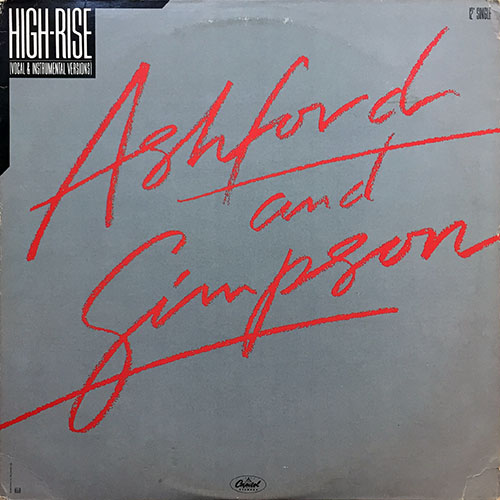 HIGH-RISE
(VOCAL & INSTRUMENTAL VERSIONS)
12" SINGLE
Ashford
and
Simpson
Capitol